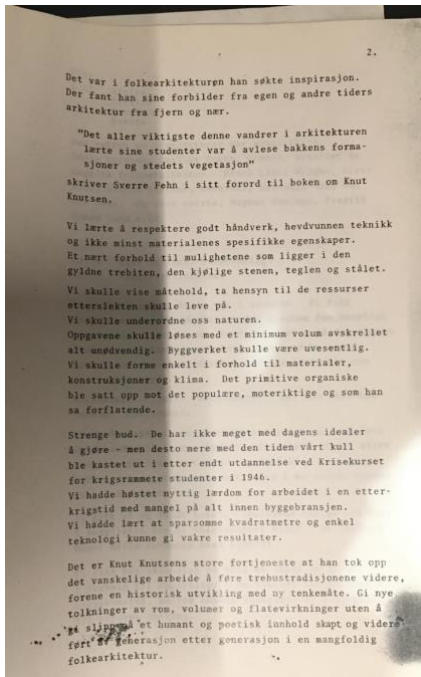 2.
Det var i folkearkitekturen han søkte inspirasjon.
Der fant han sine forbilder fra egen og andre tiders
arkitektur fra fjern og nær.
"Det aller viktigste denne vandrer i arkitekturen
lærte sine studenter var å avlese bakkens forma-
sjoner og stedets vegetasjon"
skriver Sverre Fehn i sitt forord til boken om Knut
Knutsen.
Vi lærte å respektere godt håndverk, hevdvunnen teknikk
og ikke minst materialenes spesifikke egenskaper.
Et nært forhold til mulighetene som ligger i den
gyldne trebiten, den kjølige stenen, teglen og stålet.
Vi skulle vise måtehold, ta hensyn til de ressurser
etterslekten skulle leve på.
Vi skulle underordne oss naturen.
Oppgavene skulle løses med et minimum volum avskrellet
alt unødvendig. Byggverket skulle være uvesentlig.
Vi skulle forme enkelt i forhold til materialer,
konstruksjoner og klima. Det primitive organiske
ble satt opp mot det populære, moteriktige og som han
sa forflatende.
Strenge bud. De har ikke meget med dagens idealer
å gjøre - men desto mere med den tiden vårt kull
ble kastet ut i etter endt utdannelse ved Krisekurset
for krigsrammete studenter i 1946.
Vi hadde høstet nyttig lærdom for arbeidet i en etter-
krigstid med mangel på alt innen byggebransjen.
Vi hadde lært at sparsomme kvadratmetre og enkel
teknologi kunne gi vakre resultater.
Det er Knut Knutsens store fortjeneste at han tok opp
det vanskelige arbeide å føre trehustradisjonene videre,
forene en historisk utvikling med ny tenkemåte. Gi nye
tolkninger av rom, volumer og flatevirkninger uten å
gi slipp på et humant og poetisk innhold skapt og videre
ført generasjon etter generasjon i en mangfoldig
folkearkitektur.